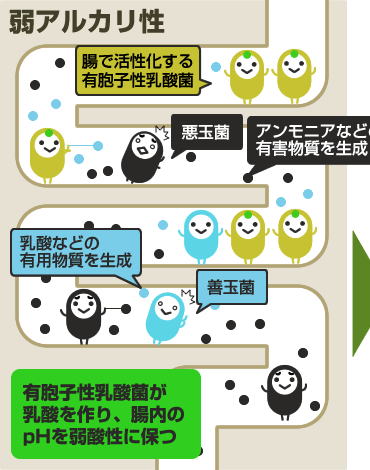 弱アルカリ性
腸で活性化する
有胞子性乳酸菌
悪玉菌
アンモニアなどの
有害物質を生成
乳酸などの
有用物質を生成
善玉菌
有胞子性乳酸菌が
乳酸を作り、腸内の
pHを弱酸性に保つ